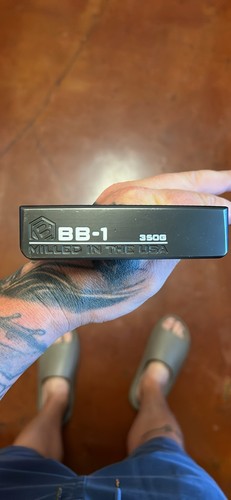 BB-1 350G
MILLED IN THE USA